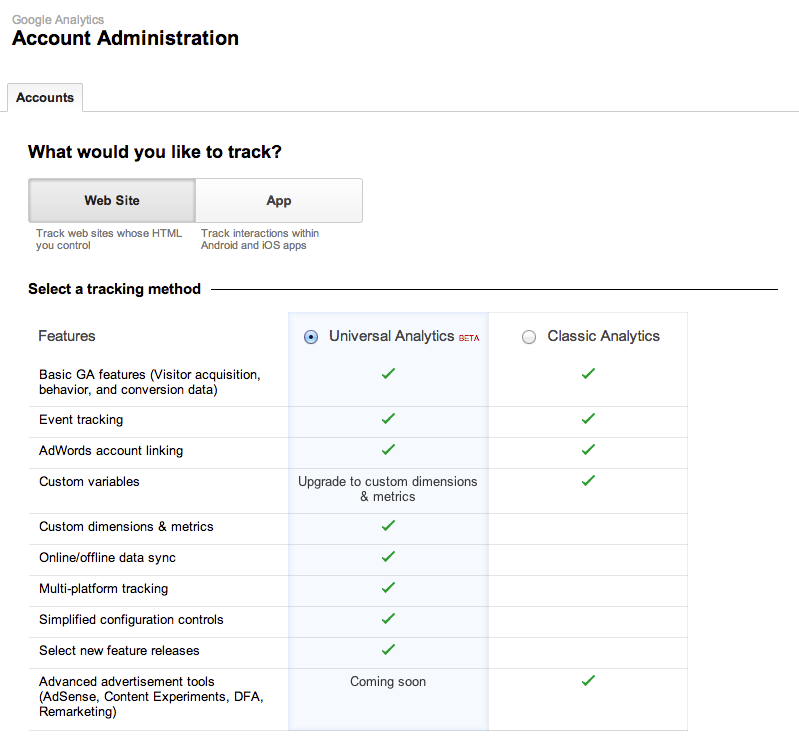 Google Analytics
Account Administration
Accounts
What would you like to track?
Web Site
App
Track web sites whose HTML
you control
Track interactions within
Android and iOS apps
Select a tracking method
Features
Universal Analytics BETA
Classic Analytics
Basic GA features (Visitor acquisition,
behavior, and conversion data)
Event tracking
AdWords account linking
Custom variables
Upgrade to custom dimensions
& metrics
Custom dimensions & metrics
Online/offline data sync
Multi-platform tracking
Simplified configuration controls
Select new feature releases
Advanced advertisement tools
(AdSense, Content Experiments, DFA,
Remarketing)
Coming soon